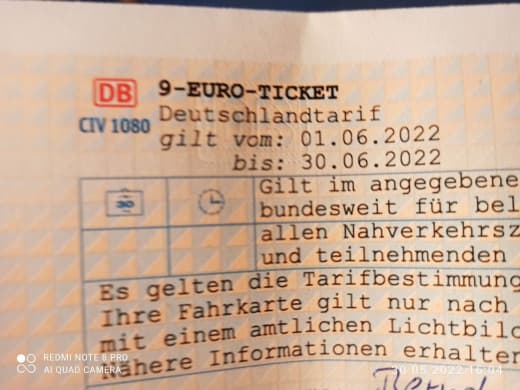 DB
9-EURO-TICKET
CIV 1080
Deutschlandtarif
gilt vom: 01.06.2022
bis: 30.06.2022
30
Gilt im angegebene
bundesweit für bel
allen Nahverkehrsz
und teilnehmenden
Es gelten die Tarifbestimmung
Ihre Fahrkarte gilt nur nach
mit einem amtlichen Lichtbild
Nähere Informationen erhalten
REDMI NOTE 8 PRO
AI QUAD CAMERA
30 05 2022 16:04